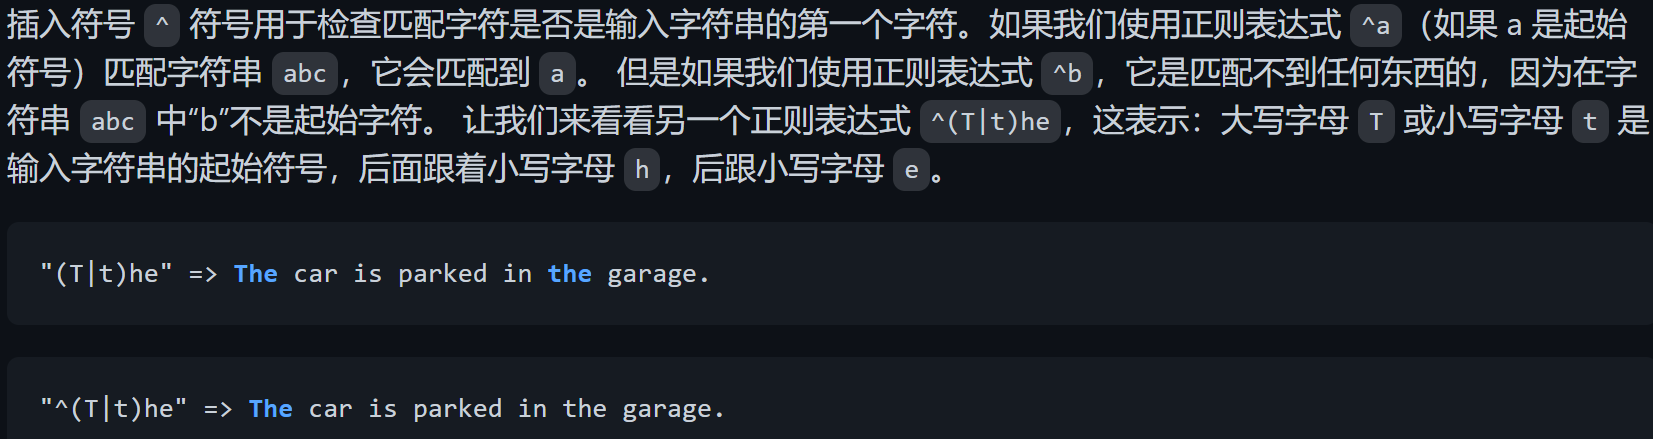 插入符号 ^ 符号用于检查匹配字符是否是输入字符串的第一个字符。如果我们使用正则表达式 ^a（如果 a 是起始
符号）匹配字符串 abc，它会匹配到 a。 但是如果我们使用正则表达式 ^b，它是匹配不到任何东西的，因为在字
符串 abc 中“b”不是起始字符。 让我们来看看另一个正则表达式 ^(T|t)he，这表示：大写字母 T 或小写字母 t 是
输入字符串的起始符号，后面跟着小写字母 h，后跟小写字母 e。
"(T|t)he" => The car is parked in the garage.
"^(T|t)he" => The car is parked in the garage.